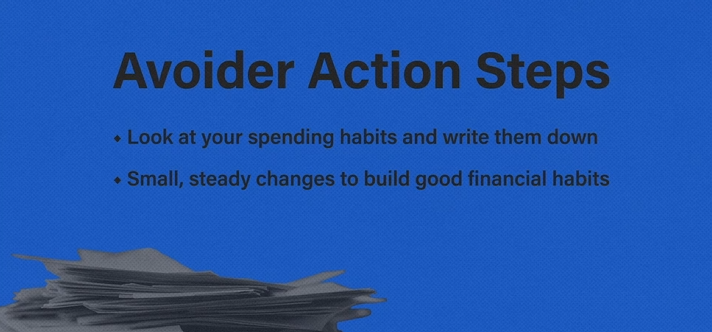 Avoider Action Steps
◆ Look at your spending habits and write them down
◆ Small, steady changes to build good financial habits